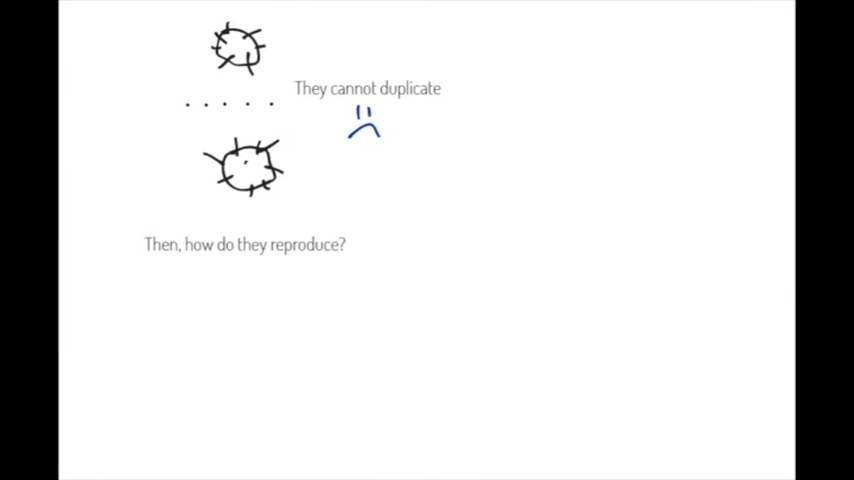 They cannot duplicate
Then, how do they reproduce?